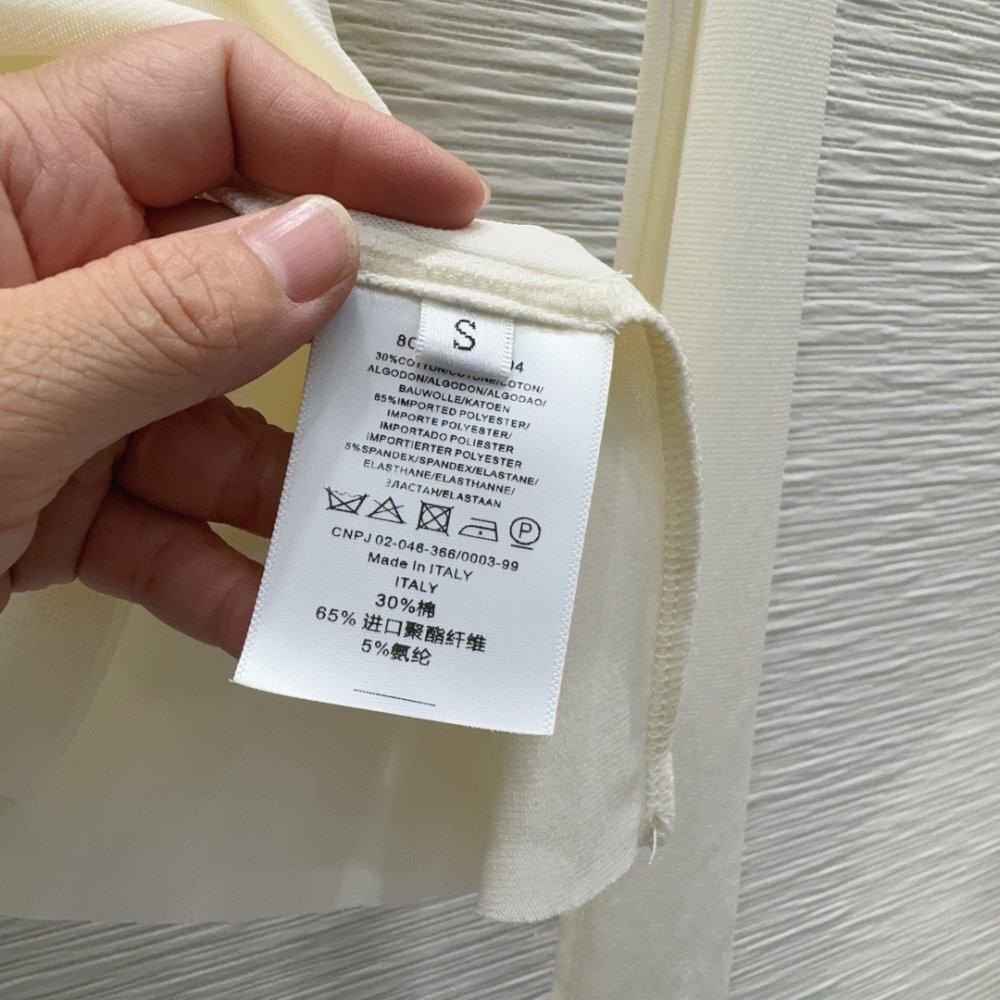 S
30%COTTON/COTONE/COTON/
ALGODON/ALGODON/ALGODAO/
BAUWOLLE/KATOEN
65%IMPORTED POLYESTER/
IMPORTE POLYESTER/
IMPORTADO POLIESTER
IMPORTIERTER POLYESTER
5%SPANDEX/SPANDEX/ELASTANE/
ELASTHANE/ELASTHANNE/
ЭЛАСТАН/ELASTAAN
P
CNPJ 02-046-366/0003-99
Made In ITALY
ITALY
30%棉
65% 进口聚酯纤维
5%氨纶